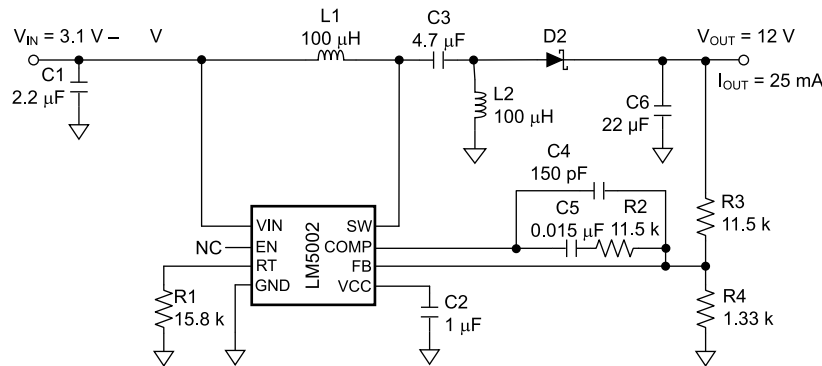 L1
100 µH
C3
4.7 µF
D2
V_IN = 3.1 V – V
V_OUT = 12 V
I_OUT = 25 mA
C1
2.2 µF
L2
100 µH
C6
22 µF
C4
150 pF
C5
0.015 µF
R2
11.5 k
R3
11.5 k
VIN
SW
NC
EN
COMP
RT
FB
GND
VCC
LM5002
R1
15.8 k
C2
1 µF
R4
1.33 k